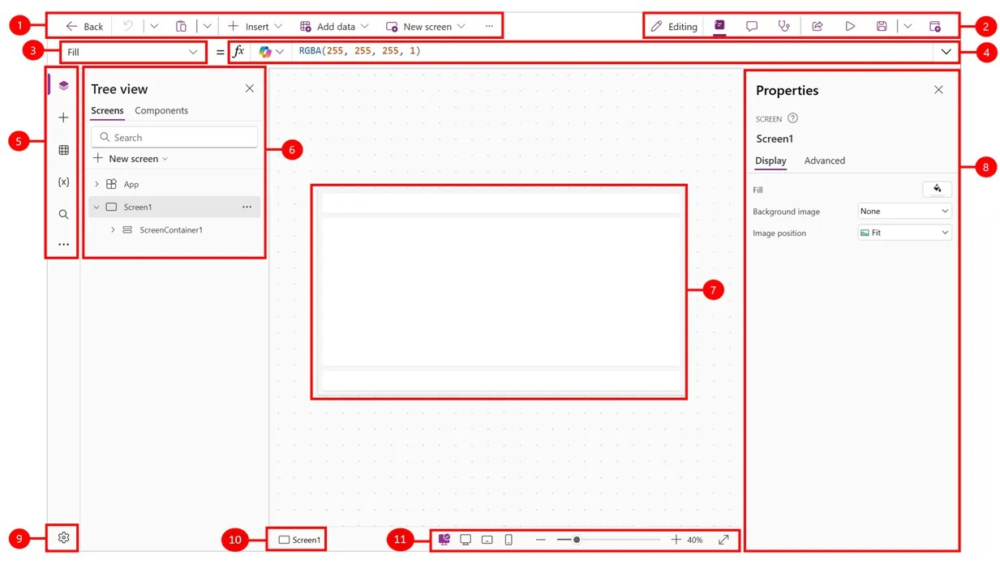 1
Back
Insert
Add data
New screen
...
Editing
2
3
Fill
=
fx
RGBA(255, 255, 255, 1)
4
5
{x}
Tree view
Screens
Components
Search
New screen
App
Screen1
...
ScreenContainer1
6
7
Properties
SCREEN ?
Screen1
Display
Advanced
Fill
Background image
None
Image position
Fit
8
9
10
Screen1
11
40%